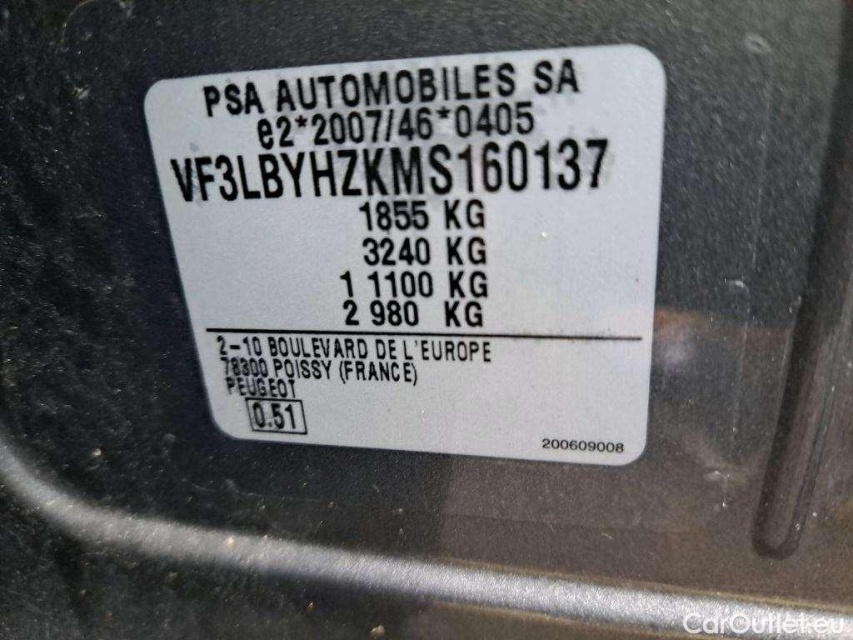 PSA AUTOMOBILES SA
e2*2007/46*0405
VF3LBYHZKMS160137
1855 KG
3240 KG
1 1100 KG
2 980 KG
2-10 BOULEVARD DE L'EUROPE
78300 POISSY (FRANCE)
PEUGEOT
0.51
200609008
CarOutlet.eu